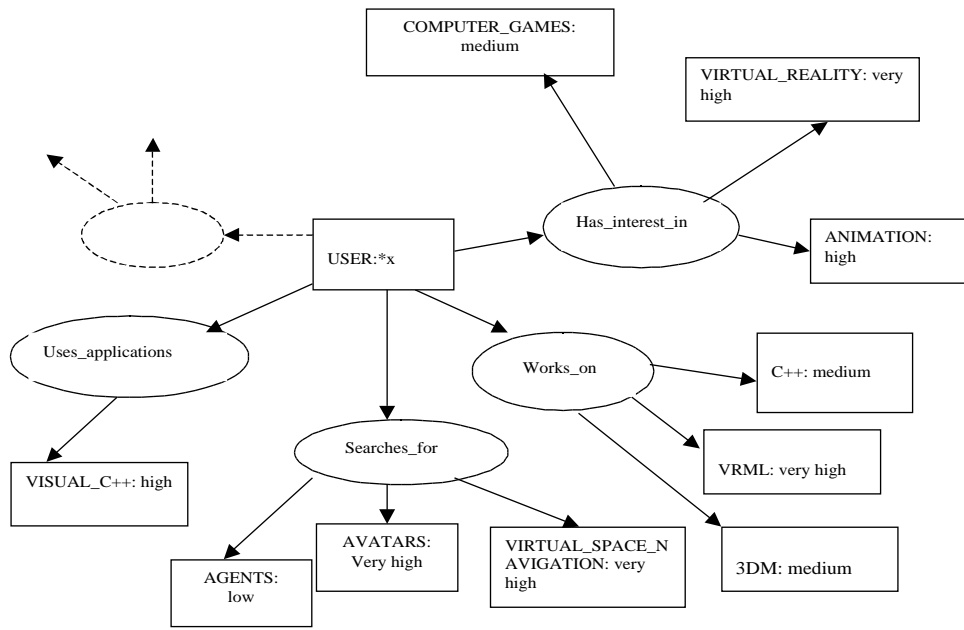 COMPUTER_GAMES:
medium
VIRTUAL_REALITY: very
high
Has_interest_in
ANIMATION:
high
USER:*x
Uses_applications
Works_on
C++: medium
Searches_for
VRML: very high
VISUAL_C++: high
AVATARS:
Very high
VIRTUAL_SPACE_N
AVIGATION: very
high
3DM: medium
AGENTS:
low